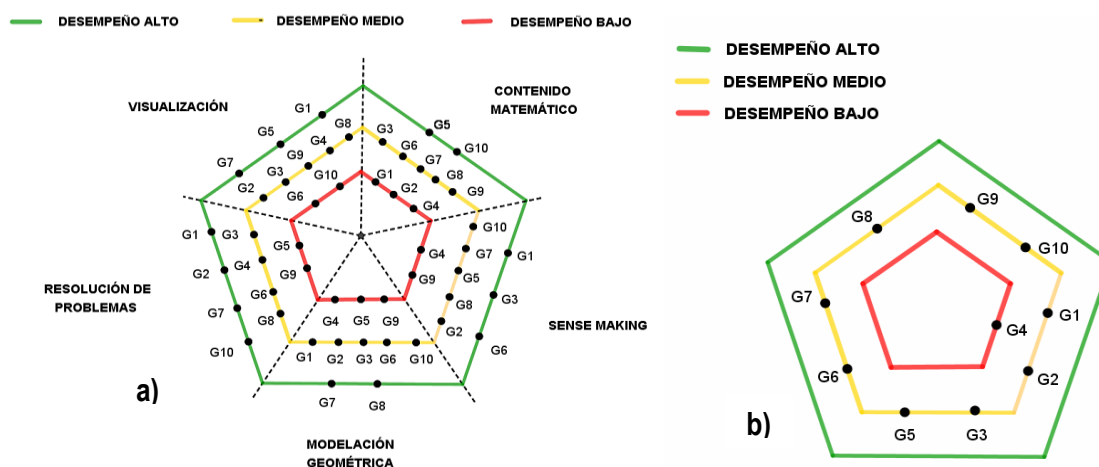 DESEMPEÑO ALTO
DESEMPEÑO MEDIO
DESEMPEÑO BAJO
VISUALIZACIÓN
CONTENIDO
MATEMÁTICO
G1
G5
G7
G8
G4
G9
G3
G2
G10
G6
G5
G10
G3
G6
G7
G8
G9
G1
G2
G4
RESOLUCIÓN DE
PROBLEMAS
G1
G2
G7
G10
G3
G4
G6
G8
G5
G9
SENSE MAKING
G10
G7
G5
G8
G2
G1
G3
G6
G4
G9
G4
G5
G9
G1
G2
G3
G6
G10
G7
G8
MODELACIÓN
GEOMÉTRICA
a)
DESEMPEÑO ALTO
DESEMPEÑO MEDIO
DESEMPEÑO BAJO
G8
G9
G10
G7
G1
G4
G6
G2
G5
G3
b)